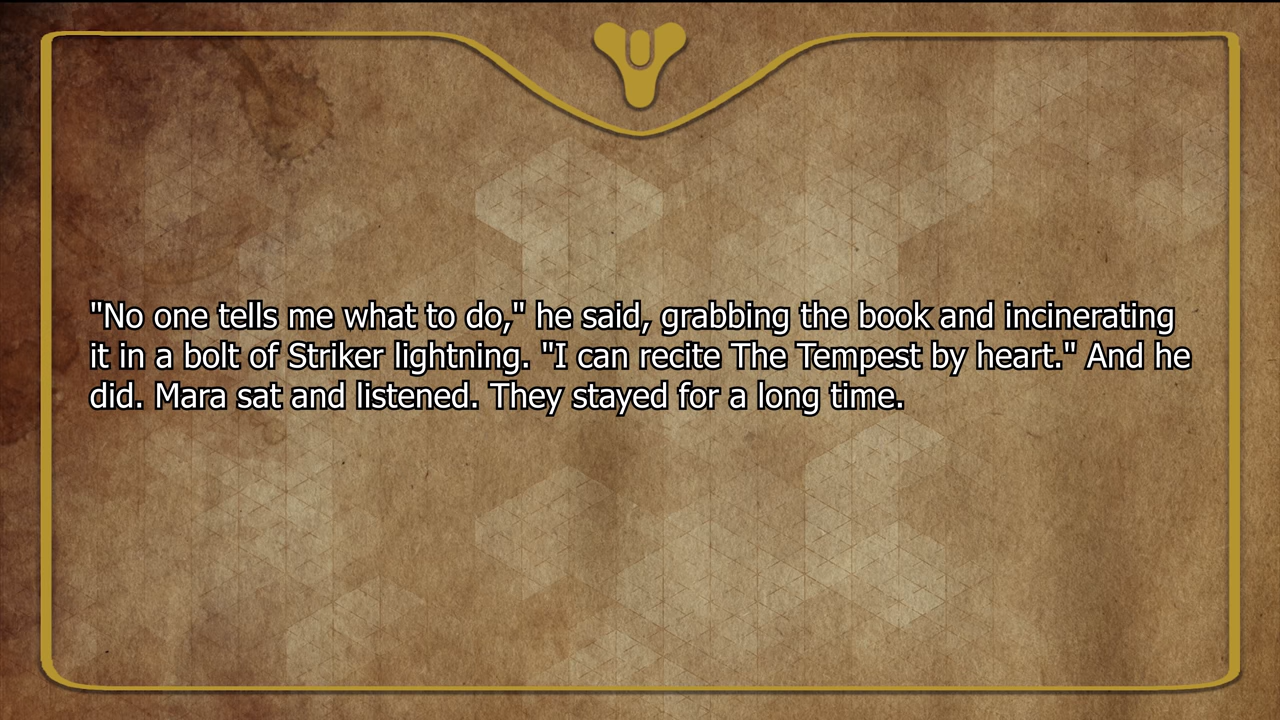 "No one tells me what to do," he said, grabbing the book and incinerating
it in a bolt of Striker lightning. "I can recite The Tempest by heart." And he
did. Mara sat and listened. They stayed for a long time.